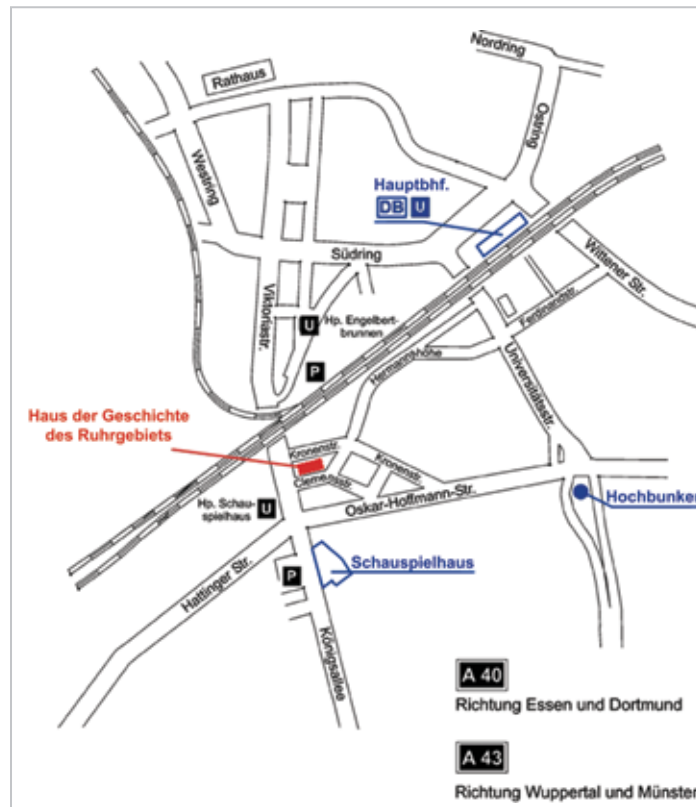 Nordring
Rathaus
Ostring
Westring
Hauptbhf.
DB U
Südring
Wittener Str.
Viktoriastr.
U Hp. Engelbert-
brunnen
Ferdinandstr.
P
Hermannshöhe
Universitätsstr.
Haus der Geschichte
des Ruhrgebiets
Kronenstr.
Kronenstr.
Clemensstr.
Hp. Schau-
spielhaus U
Oskar-Hoffmann-Str.
Hochbunker
Hattinger Str.
P
Schauspielhaus
Königsallee
A 40
Richtung Essen und Dortmund
A 43
Richtung Wuppertal und Münster